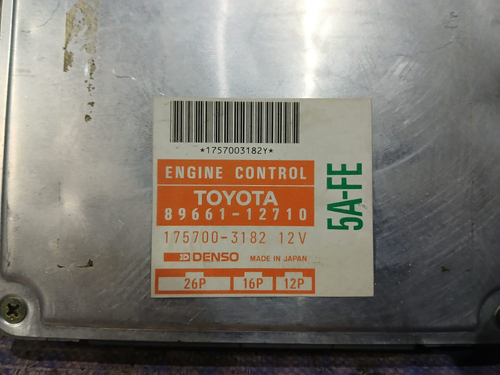 *1757003182Y*
ENGINE CONTROL
TOYOTA
89661-12710
175700-3182 12V
DENSO MADE IN JAPAN
26P 16P 12P
5A-FE